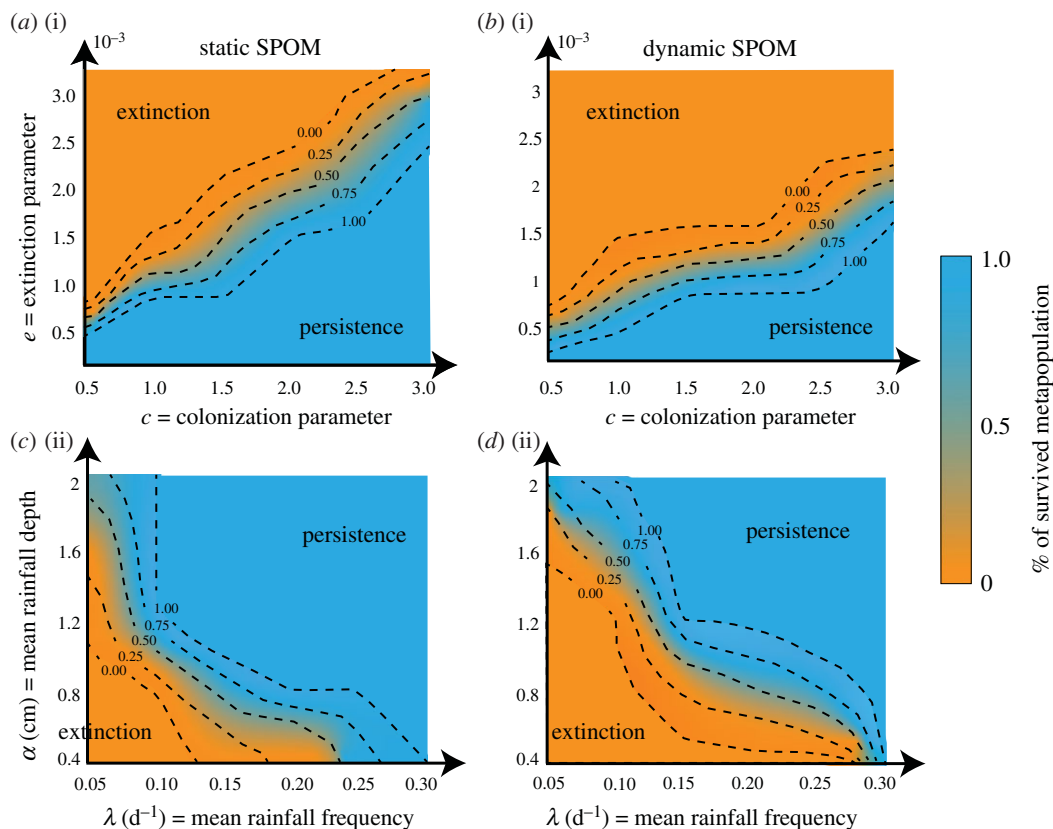 (a) (i)
static SPOM
10⁻³
extinction
persistence
e = extinction parameter
3.0
2.5
2.0
1.5
1.0
0.5
0.00
0.25
0.50
0.75
1.00
0.5 1.0 1.5 2.0 2.5 3.0
c = colonization parameter
(b) (i)
dynamic SPOM
10⁻³
extinction
persistence
3
2.5
2
1.5
1
0.5
0.00
0.25
0.50
0.75
1.00
0.5 1.0 1.5 2.0 2.5 3.0
c = colonization parameter
(c) (ii)
persistence
extinction
α (cm) = mean rainfall depth
2
1.6
1.2
0.8
0.4
1.00
0.75
0.50
0.25
0.00
0.05 0.10 0.15 0.20 0.25 0.30
λ (d⁻¹) = mean rainfall frequency
(d) (ii)
persistence
extinction
2
1.6
1.2
0.8
0.4
1.00
0.75
0.50
0.25
0.00
0.05 0.10 0.15 0.20 0.25 0.30
λ (d⁻¹) = mean rainfall frequency
1.0
0.5
0
% of survived metapopulation